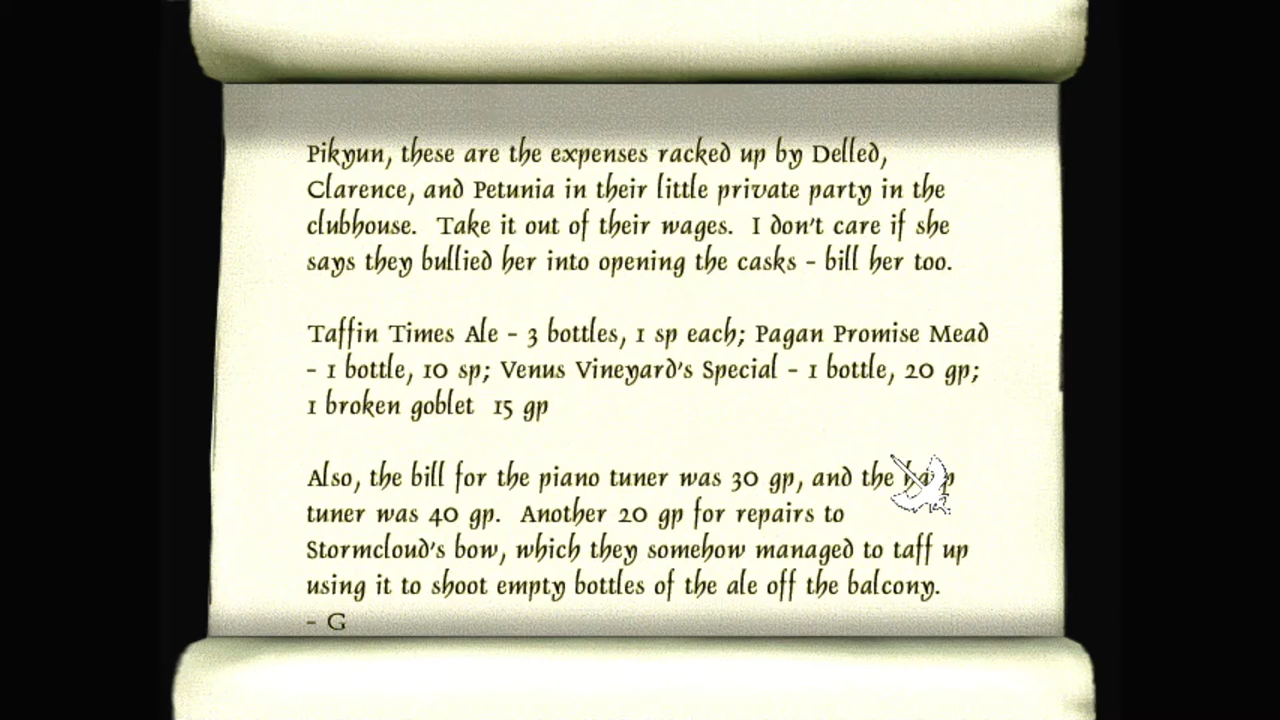 Pikyun, these are the expenses racked up by Delled,
Clarence, and Petunia in their little private party in the
clubhouse.  Take it out of their wages.  I don't care if she
says they bullied her into opening the casks - bill her too.
Taffin Times Ale - 3 bottles, 1 sp each; Pagan Promise Mead
- 1 bottle, 10 sp; Venus Vineyard's Special - 1 bottle, 20 gp;
1 broken goblet  15 gp
Also, the bill for the piano tuner was 30 gp, and the harp
tuner was 40 gp.  Another 20 gp for repairs to
Stormcloud's bow, which they somehow managed to taff up
using it to shoot empty bottles of the ale off the balcony.
- G